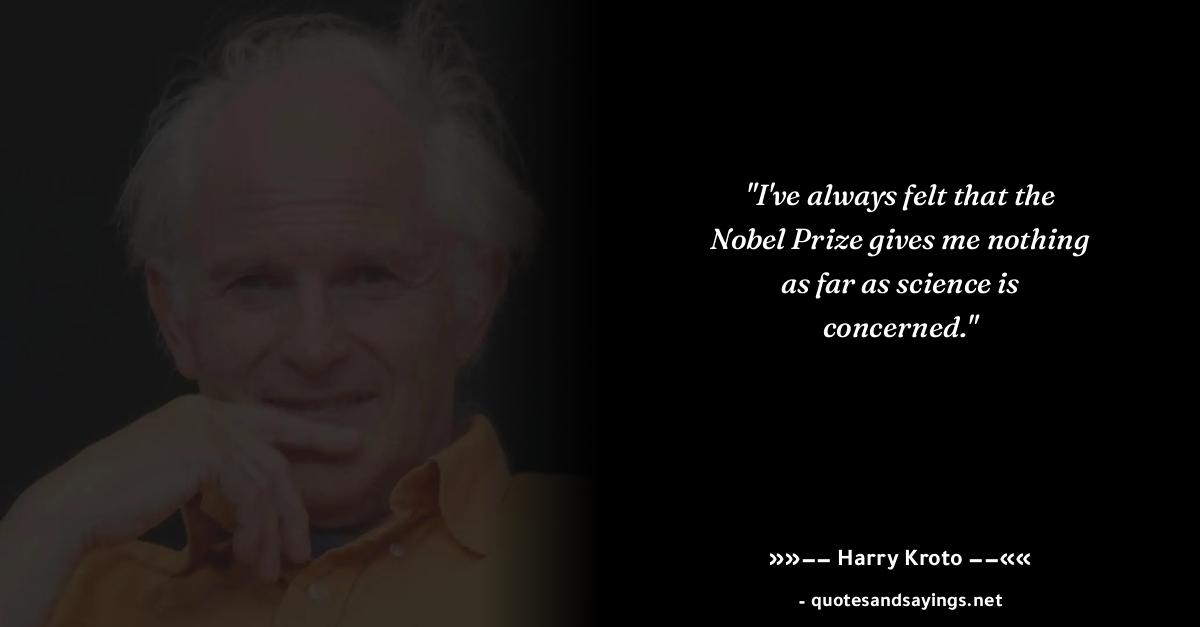 "I've always felt that the
Nobel Prize gives me nothing
as far as science is
concerned."
»»−− Harry Kroto −−««
- quotesandsayings.net